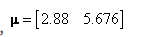 , μ = [2.88 5.676]